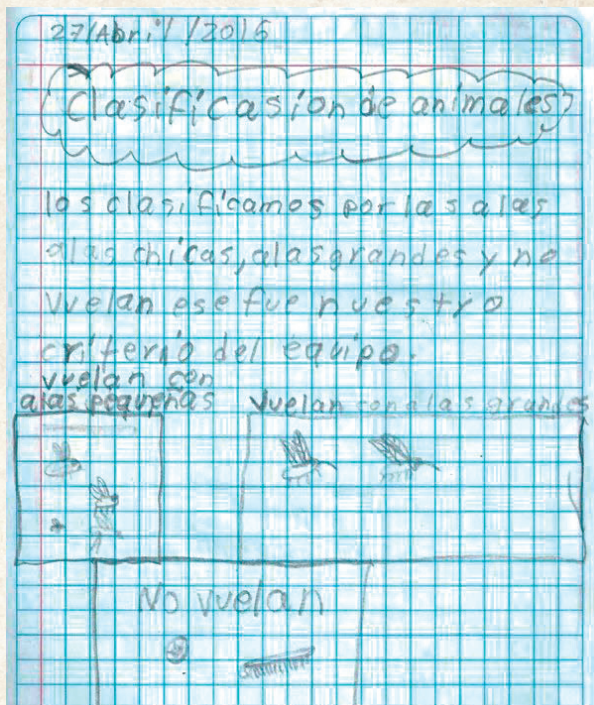 27/Abril/2016
Clasificasion de animales
los clasificamos por las alas
alas chicas, alas grandes y no
vuelan ese fue nuestro
criterio del equipo.
vuelan con
alas pequeñas
Vuelan con alas grandes
No vuelan